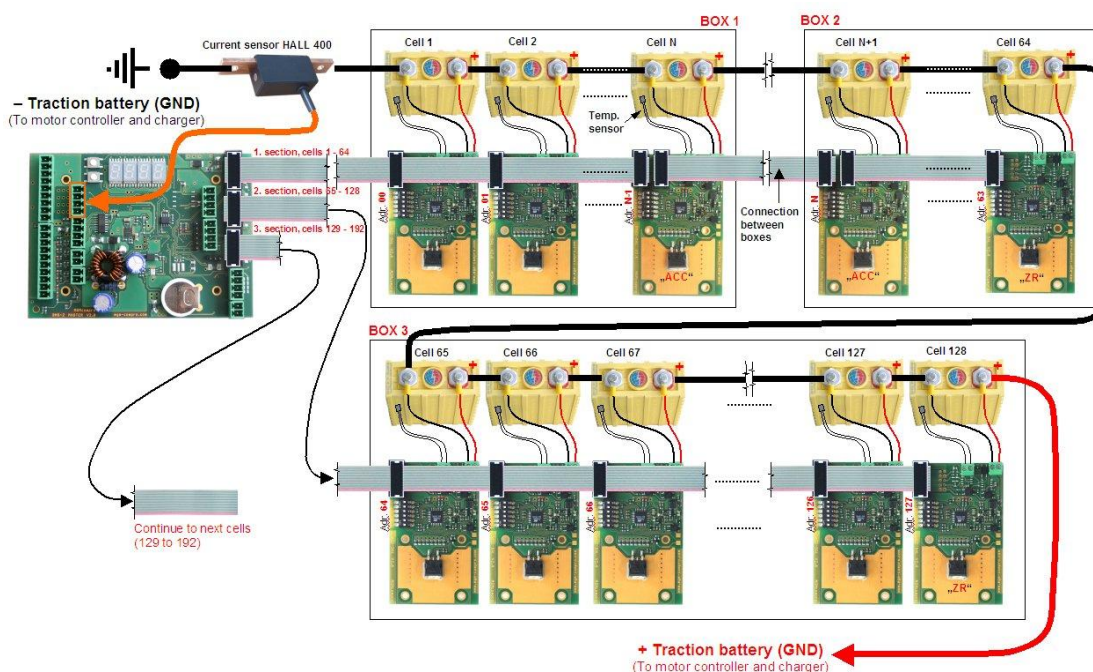 BOX 1
BOX 2
Current sensor HALL 400
Cell 1
Cell 2
Cell N
Cell N+1
Cell 64
– Traction battery (GND)
(To motor controller and charger)
Temp.
sensor
1. section, cells 1 - 64
2. section, cells 65 - 128
3. section, cells 129 - 192
Adr. 00
Adr. 01
Adr. N-1
Adr. N
Adr. 63
Connection
between
boxes
„ACC“
„ACC“
„ZR“
BOX 3
Cell 65
Cell 66
Cell 67
Cell 127
Cell 128
Adr. 64
Adr. 65
Adr. 66
Adr. 126
Adr. 127
Continue to next cells
(129 to 192)
„ZR“
+ Traction battery (GND)
(To motor controller and charger)